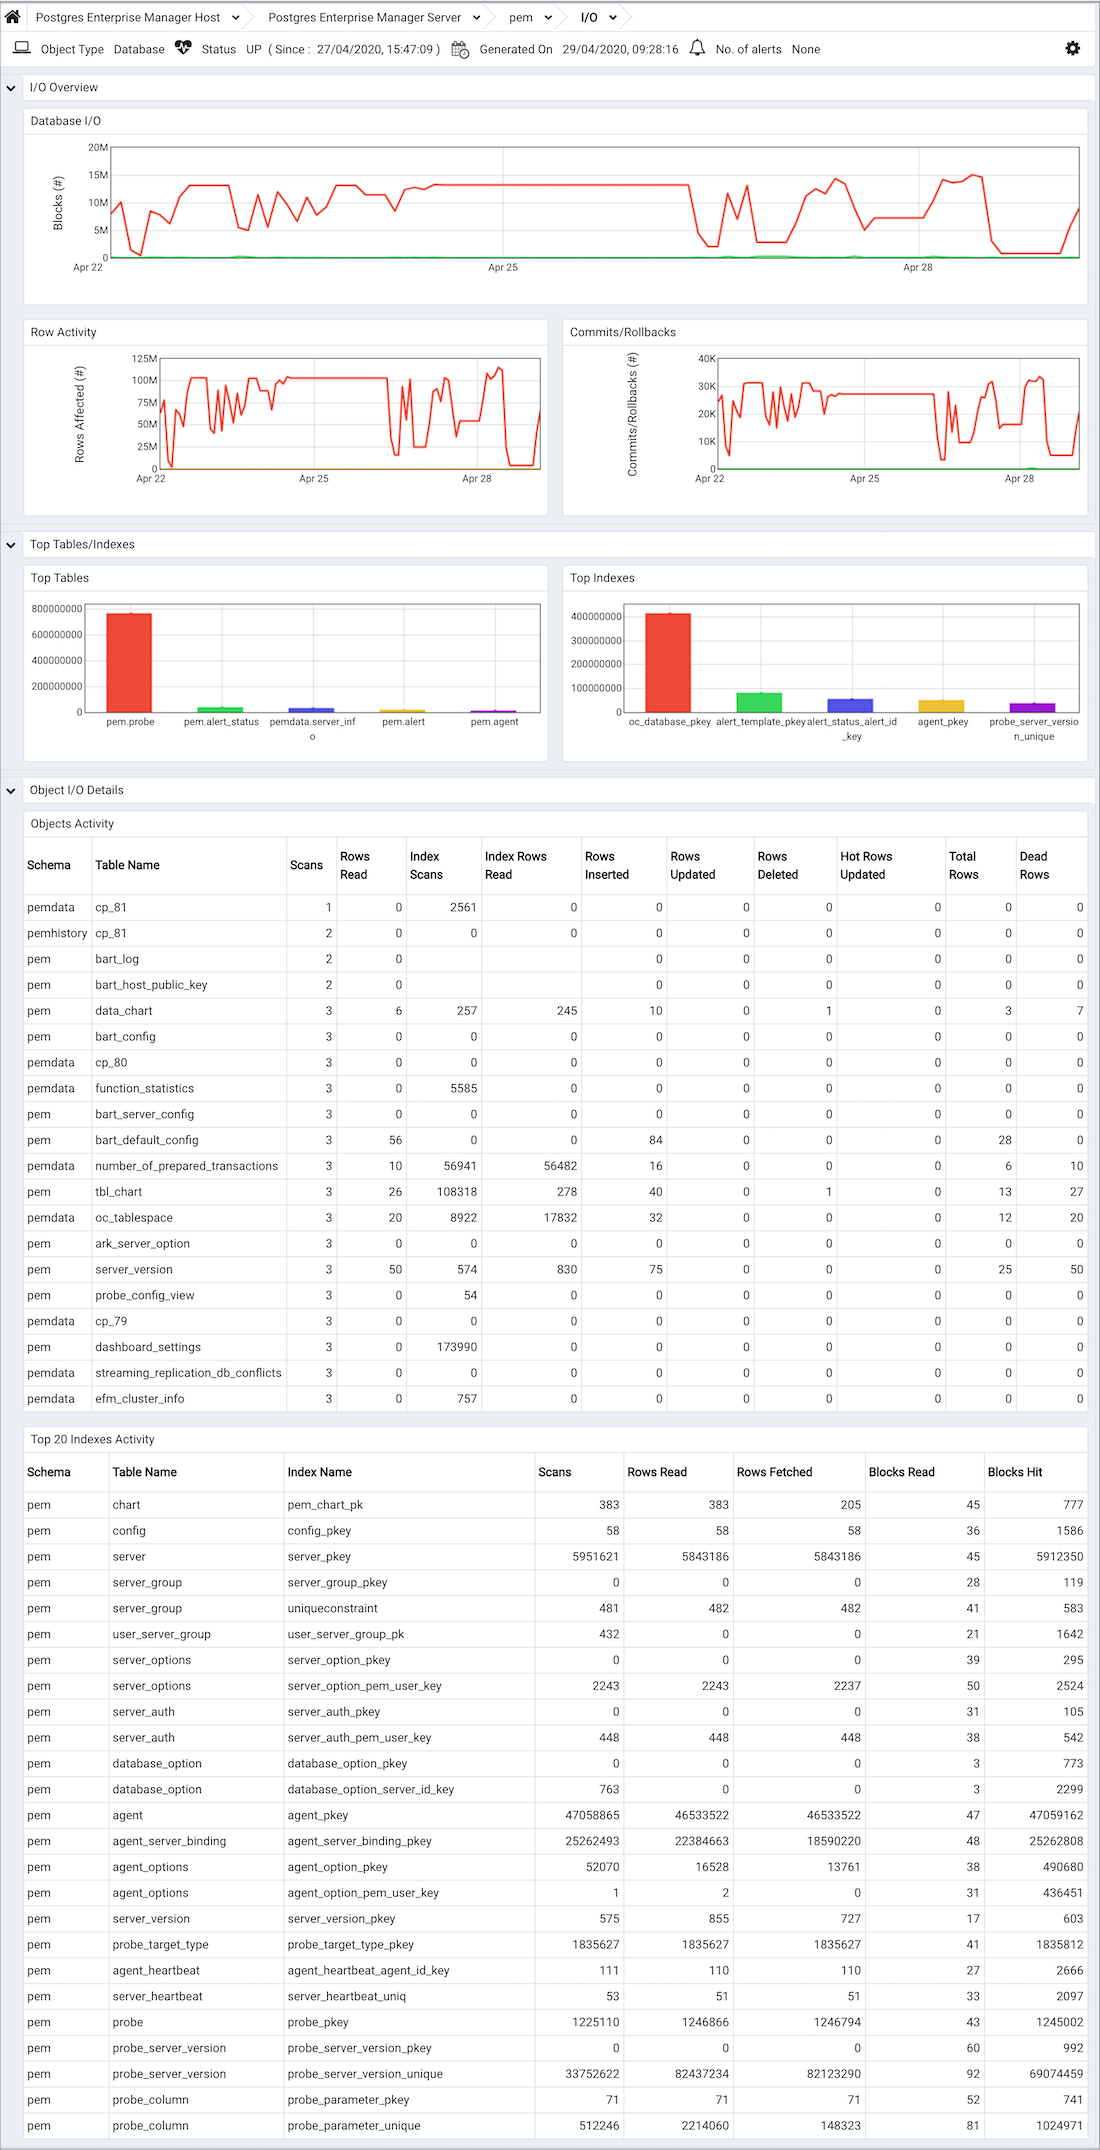 Postgres Enterprise Manager Host Postgres Enterprise Manager Server pem I/O
Object Type Database Status UP ( Since : 27/04/2020, 15:47:09 ) Generated On 29/04/2020, 09:28:16 No. of alerts None
I/O Overview
Database I/O
Blocks (#)
20M
15M
10M
5M
0
Apr 22 Apr 25 Apr 28
Row Activity
Rows Affected (#)
125M
100M
75M
50M
25M
0
Apr 22 Apr 25 Apr 28
Commits/Rollbacks
Commits/Rollbacks (#)
40K
30K
20K
10K
0
Apr 22 Apr 25 Apr 28
Top Tables/Indexes
Top Tables
800000000
600000000
400000000
200000000
0
pem.probe pem.alert_status pemdata.server_inf pem.alert pem.agent
o
Top Indexes
400000000
300000000
200000000
100000000
0
oc_database_pkey alert_template_pkey alert_status_alert_id agent_pkey probe_server_versio
_key n_unique
Object I/O Details
Objects Activity
Schema Table Name Scans Rows Read Index Scans Index Rows Read Rows Inserted Rows Updated Rows Deleted Hot Rows Updated Total Rows Dead Rows
pemdata cp_81 1 0 2561 0 0 0 0 0 0 0
pemhistory cp_81 2 0 0 0 0 0 0 0 0 0
pem bart_log 2 0 0 0 0 0 0 0
pem bart_host_public_key 2 0 0 0 0 0 0 0
pem data_chart 3 6 257 245 10 0 1 0 3 7
pem bart_config 3 0 0 0 0 0 0 0 0 0
pemdata cp_80 3 0 0 0 0 0 0 0 0 0
pemdata function_statistics 3 0 5585 0 0 0 0 0 0 0
pem bart_server_config 3 0 0 0 0 0 0 0 0 0
pem bart_default_config 3 56 0 0 84 0 0 0 28 0
pemdata number_of_prepared_transactions 3 10 56941 56482 16 0 0 0 6 10
pem tbl_chart 3 26 108318 278 40 0 1 0 13 27
pemdata oc_tablespace 3 20 8922 17832 32 0 0 0 12 20
pem ark_server_option 3 0 0 0 0 0 0 0 0 0
pem server_version 3 50 574 830 75 0 0 0 25 50
pem probe_config_view 3 0 54 0 0 0 0 0 0 0
pemdata cp_79 3 0 0 0 0 0 0 0 0 0
pem dashboard_settings 3 0 173990 0 0 0 0 0 0 0
pemdata streaming_replication_db_conflicts 3 0 0 0 0 0 0 0 0 0
pemdata efm_cluster_info 3 0 757 0 0 0 0 0 0 0
Top 20 Indexes Activity
Schema Table Name Index Name Scans Rows Read Rows Fetched Blocks Read Blocks Hit
pem chart pem_chart_pk 383 383 205 45 777
pem config config_pkey 58 58 58 36 1586
pem server server_pkey 5951621 5843186 5843186 45 5912350
pem server_group server_group_pkey 0 0 0 28 119
pem server_group uniqueconstraint 481 482 482 41 583
pem user_server_group user_server_group_pk 432 0 0 21 1642
pem server_options server_option_pkey 0 0 0 39 295
pem server_options server_option_pem_user_key 2243 2243 2237 50 2524
pem server_auth server_auth_pkey 0 0 0 31 105
pem server_auth server_auth_pem_user_key 448 448 448 38 542
pem database_option database_option_pkey 0 0 0 3 773
pem database_option database_option_server_id_key 763 0 0 3 2299
pem agent agent_pkey 47058865 46533522 46533522 47 47059162
pem agent_server_binding agent_server_binding_pkey 25262493 22384663 18590220 48 25262808
pem agent_options agent_option_pkey 52070 16528 13761 38 490680
pem agent_options agent_option_pem_user_key 1 2 0 31 436451
pem server_version server_version_pkey 575 855 727 17 603
pem probe_target_type probe_target_type_pkey 1835627 1835627 1835627 41 1835812
pem agent_heartbeat agent_heartbeat_agent_id_key 111 110 110 27 2666
pem server_heartbeat server_heartbeat_uniq 53 51 51 33 2097
pem probe probe_pkey 1225110 1246866 1246794 43 1245002
pem probe_server_version probe_server_version_pkey 0 0 0 60 992
pem probe_server_version probe_server_version_unique 33752622 82437234 82123290 92 69074459
pem probe_column probe_parameter_pkey 71 71 71 52 741
pem probe_column probe_parameter_unique 512246 2214060 148323 81 1024971